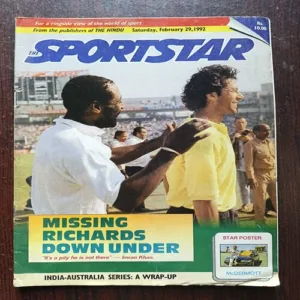 For a ringside view of the world of sport
Rs. 10.00
From the publishers of THE HINDU Saturday, February 29, 1992
THE SPORTSTAR
MISSING
RICHARDS
DOWN UNDER
"It's a pity he is not there" — Imran Khan.
STAR POSTER
McDERMOTT
INDIA-AUSTRALIA SERIES: A WRAP-UP